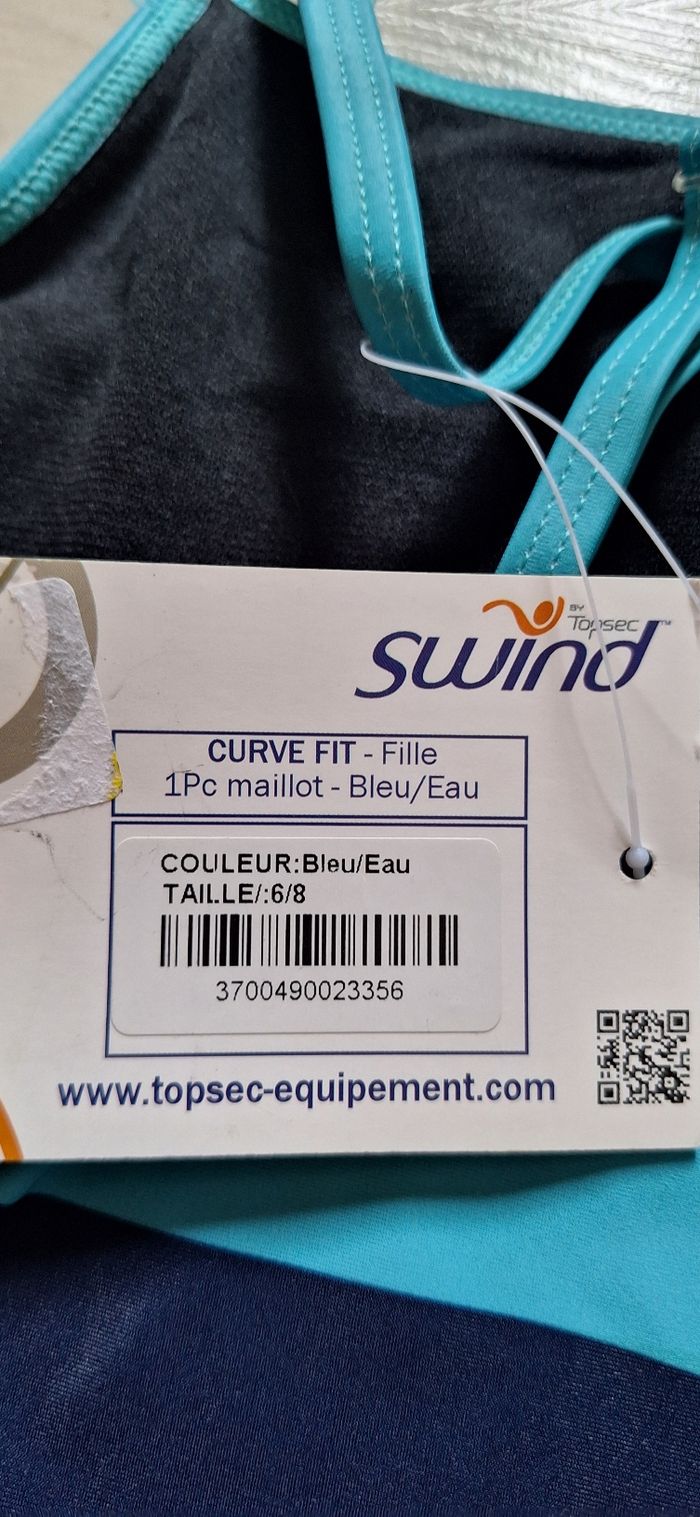 BY
Topsec™
swind
CURVE FIT - Fille
1Pc maillot - Bleu/Eau
COULEUR:Bleu/Eau
TAILLE/:6/8
3700490023356
www.topsec-equipement.com